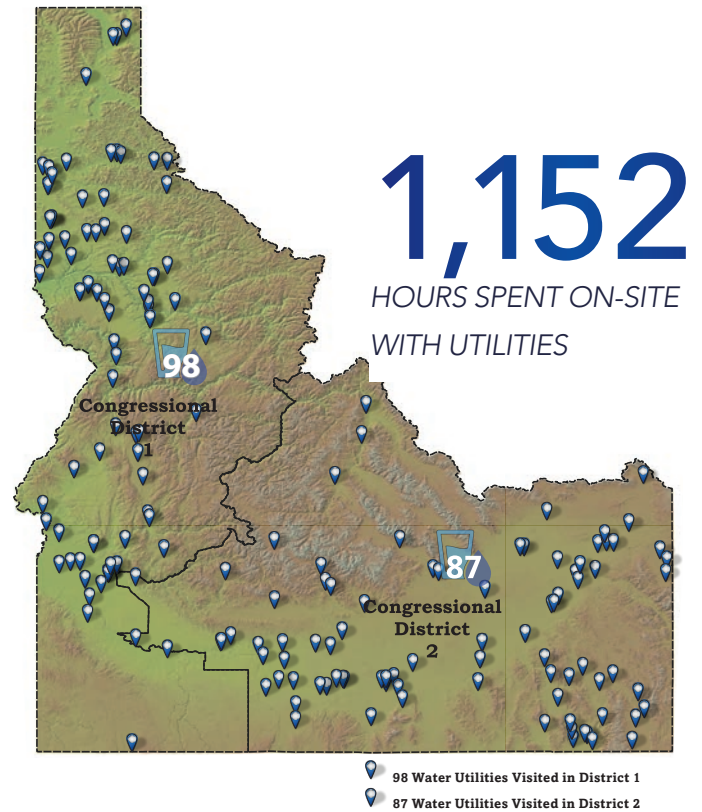 1,152
HOURS SPENT ON-SITE
WITH UTILITIES
98
Congressional
District
1
87
Congressional
District
2
98 Water Utilities Visited in District 1
87 Water Utilities Visited in District 2